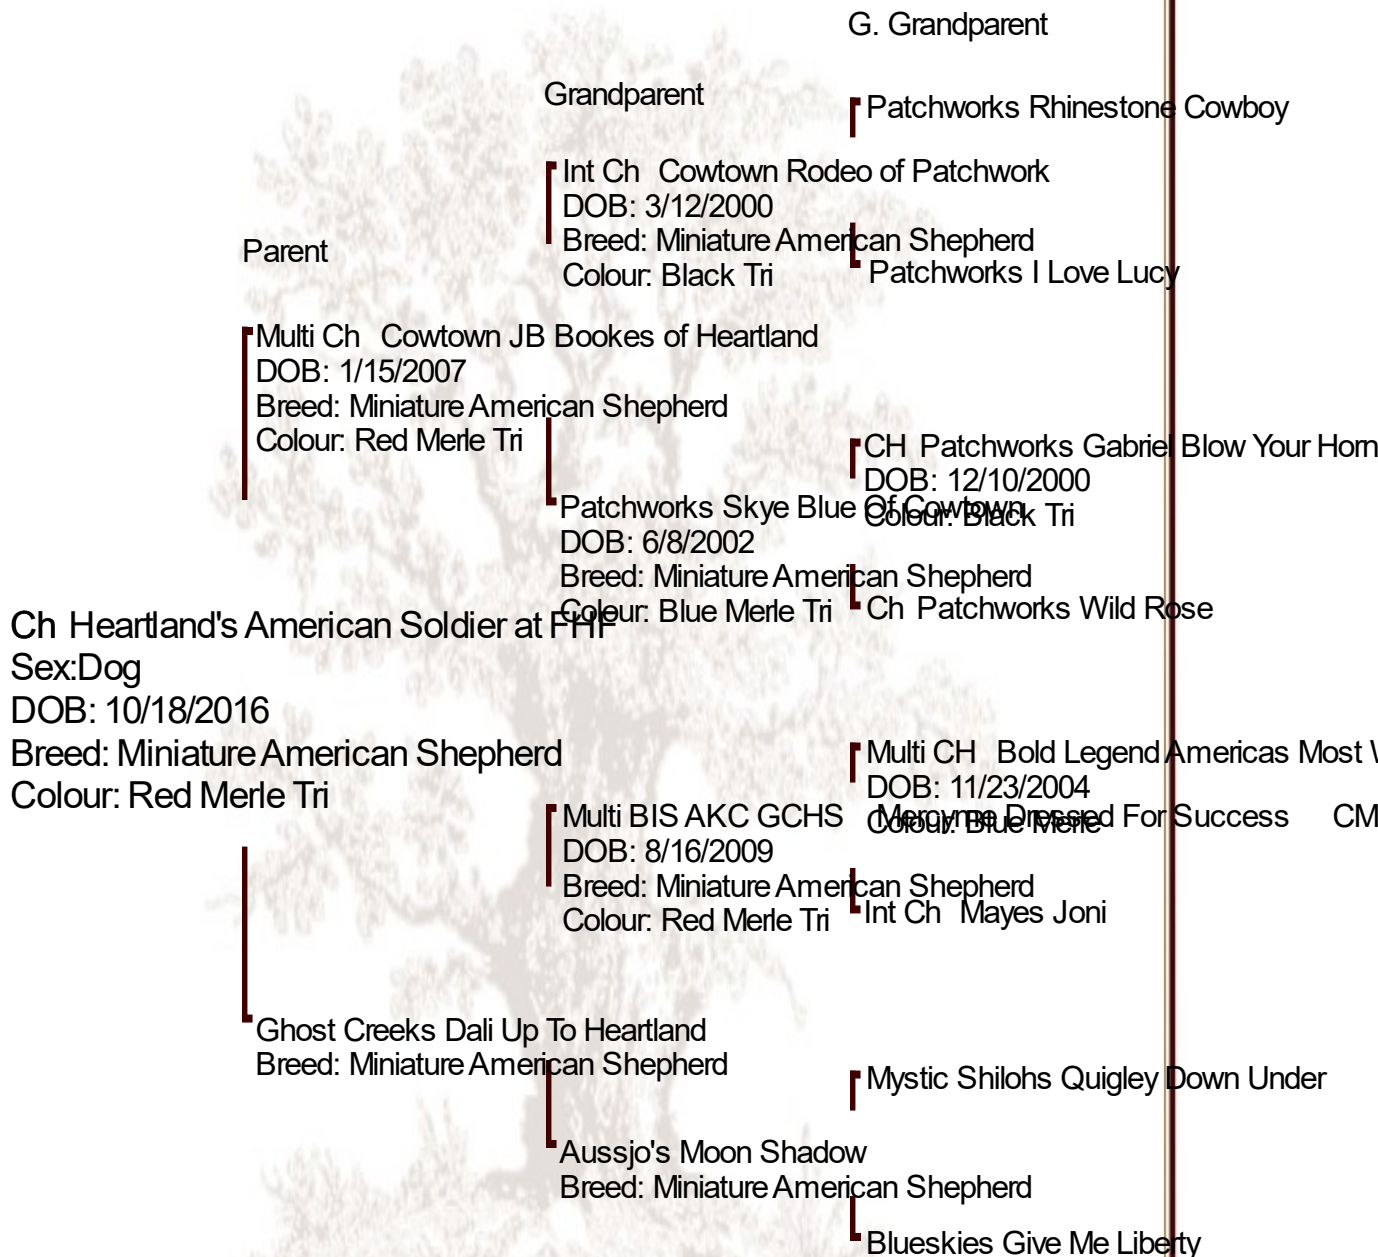 G. Grandparent
Grandparent
Patchworks Rhinestone Cowboy
Int Ch Cowtown Rodeo of Patchwork
DOB: 3/12/2000
Breed: Miniature American Shepherd
Colour: Black Tri
Patchworks I Love Lucy
Parent
Multi Ch Cowtown JB Bookes of Heartland
DOB: 1/15/2007
Breed: Miniature American Shepherd
Colour: Red Merle Tri
CH Patchworks Gabriel Blow Your Horn
DOB: 12/10/2000
Colour: Black Tri
Patchworks Skye Blue Of Cowtown
DOB: 6/8/2002
Breed: Miniature American Shepherd
Colour: Blue Merle Tri
Ch Patchworks Wild Rose
Ch Heartland's American Soldier at FHF
Sex:Dog
DOB: 10/18/2016
Breed: Miniature American Shepherd
Colour: Red Merle Tri
Multi CH Bold Legend Americas Most
DOB: 11/23/2004
Colour: Blue Merle
Multi BIS AKC GCHS Dressed For Success CM
DOB: 8/16/2009
Breed: Miniature American Shepherd
Colour: Red Merle Tri
Int Ch Mayes Joni
Ghost Creeks Dali Up To Heartland
Breed: Miniature American Shepherd
Mystic Shilohs Quigley Down Under
Aussjo's Moon Shadow
Breed: Miniature American Shepherd
Blueskies Give Me Liberty